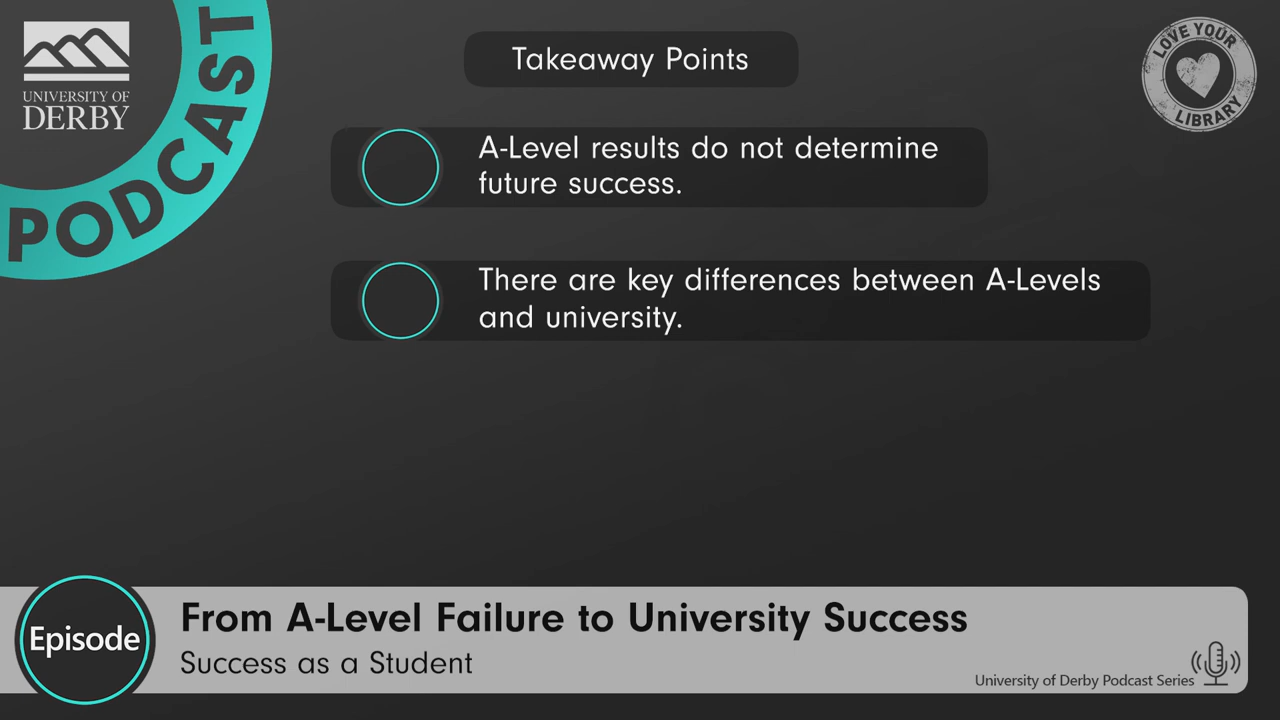 UNIVERSITY OF
DERBY
PODCAST
Takeaway Points
LOVE YOUR
LIBRARY
A-Level results do not determine
future success.
There are key differences between A-Levels
and university.
Episode
From A-Level Failure to University Success
Success as a Student
University of Derby Podcast Series